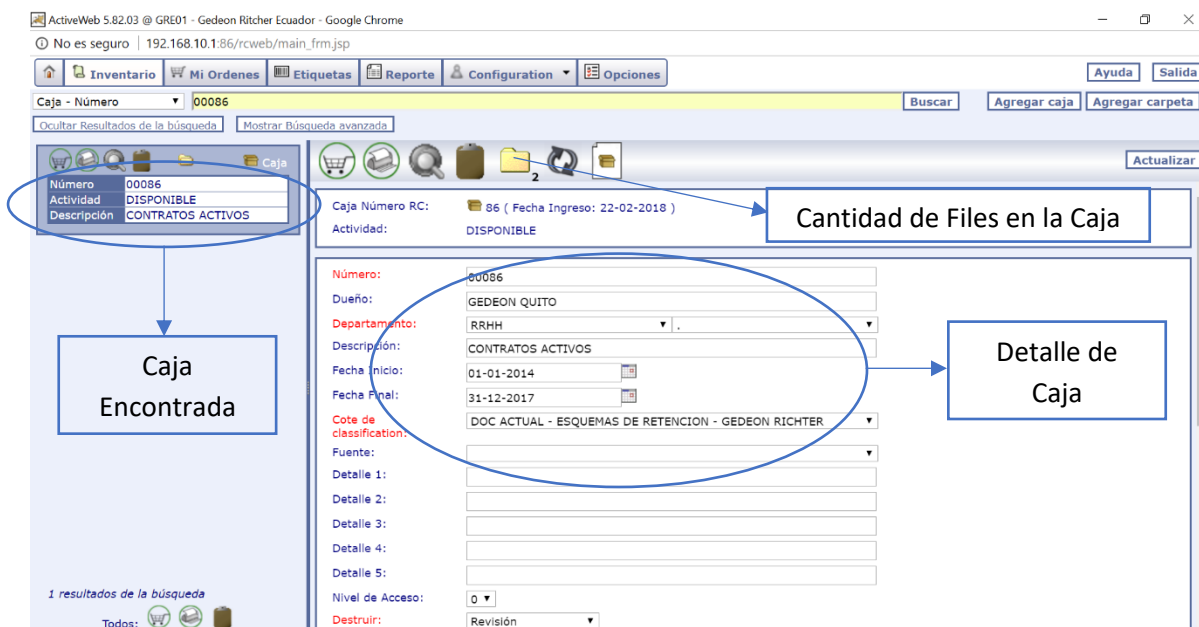 ActiveWeb 5.82.03 @ GRE01 - Gedeon Ritcher Ecuador - Google Chrome
No es seguro | 192.168.10.1:86/rcweb/main_frm.jsp
Inventario Mi Ordenes Etiquetas Reporte Configuration Opciones Ayuda Salida
Caja - Número 00086 Buscar Agregar caja Agregar carpeta
Ocultar Resultados de la búsqueda Mostrar Búsqueda avanzada
Caja
Número 00086
Actividad DISPONIBLE
Descripción CONTRATOS ACTIVOS
Caja
Encontrada
1 resultados de la búsqueda
Todos:
2
Actualizar
Caja Número RC: 86 ( Fecha Ingreso: 22-02-2018 )
Actividad: DISPONIBLE
Cantidad de Files en la Caja
Número: 00086
Dueño: GEDEON QUITO
Departamento: RRHH .
Descripción: CONTRATOS ACTIVOS
Fecha Inicio: 01-01-2014
Fecha Final: 31-12-2017
Cote de
classification: DOC ACTUAL - ESQUEMAS DE RETENCION - GEDEON RICHTER
Fuente:
Detalle 1:
Detalle 2:
Detalle 3:
Detalle 4:
Detalle 5:
Nivel de Acceso: 0
Destruir: Revisión
Detalle de
Caja